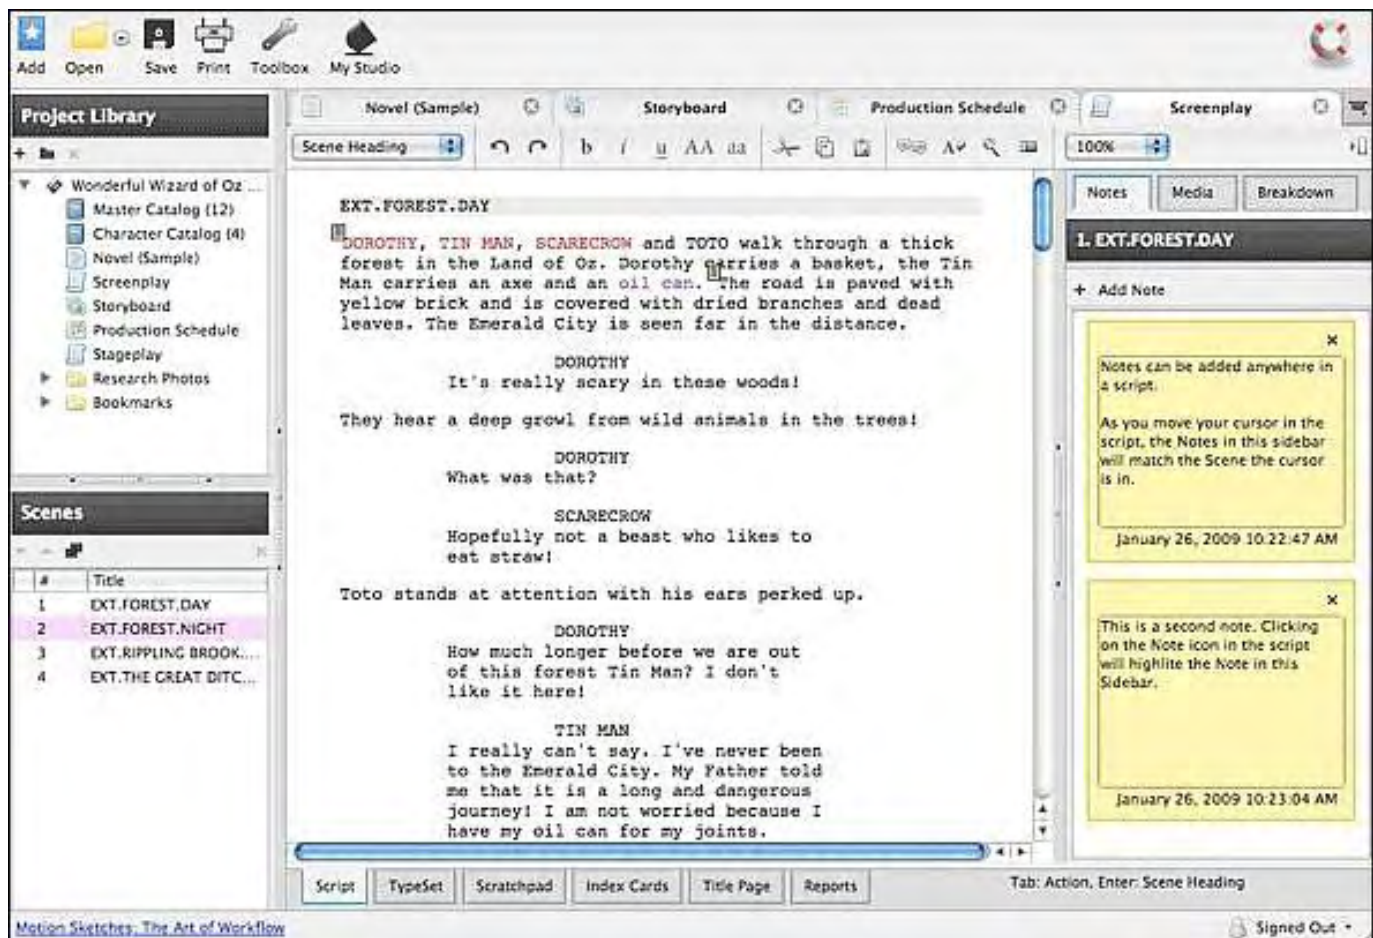 Add Open Save Print Toolbox My Studio
Project Library
Wonderful Wizard of Oz ...
Master Catalog (12)
Character Catalog (4)
Novel (Sample)
Screenplay
Storyboard
Production Schedule
Stageplay
Research Photos
Bookmarks
Scenes
# Title
1 EXT.FOREST.DAY
2 EXT.FOREST.NIGHT
3 EXT.RIPPLING BROOK....
4 EXT.THE GREAT DITC...
Novel (Sample) Storyboard Production Schedule Screenplay
Scene Heading b i u AA aa 100%
EXT.FOREST.DAY
DOROTHY, TIN MAN, SCARECROW and TOTO walk through a thick
forest in the Land of Oz. Dorothy carries a basket, the Tin
Man carries an axe and an oil can. The road is paved with
yellow brick and is covered with dried branches and dead
leaves. The Emerald City is seen far in the distance.
DOROTHY
It's really scary in these woods!
They hear a deep growl from wild animals in the trees!
DOROTHY
What was that?
SCARECROW
Hopefully not a beast who likes to
eat straw!
Toto stands at attention with his ears perked up.
DOROTHY
How much longer before we are out
of this forest Tin Man? I don't
like it here!
TIN MAN
I really can't say. I've never been
to the Emerald City. My Father told
me that it is a long and dangerous
journey! I am not worried because I
have my oil can for my joints.
Script TypeSet Scratchpad Index Cards Title Page Reports
Notes Media Breakdown
1. EXT.FOREST.DAY
+ Add Note
Notes can be added anywhere in
a script.
As you move your cursor in the
script, the Notes in this sidebar
will match the Scene the cursor
is in.
January 26, 2009 10:22:47 AM
This is a second note. Clicking
on the Note icon in the script
will highlite the Note in this
Sidebar.
January 26, 2009 10:23:04 AM
Tab: Action, Enter: Scene Heading
Motion Sketches: The Art of Workflow
Signed Out